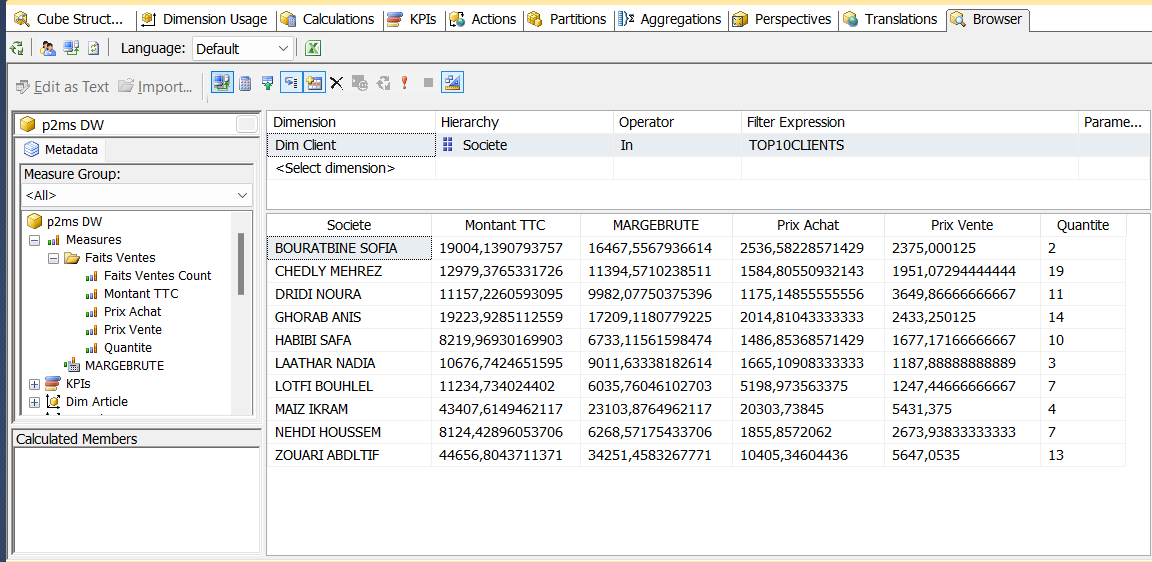 Cube Struct... Dimension Usage Calculations KPIs Actions Partitions Aggregations Perspectives Translations Browser
Language: Default
Edit as Text Import...
p2ms DW
Metadata
Measure Group:
<All>
p2ms DW
Measures
Faits Ventes
Faits Ventes Count
Montant TTC
Prix Achat
Prix Vente
Quantite
MARGEBRUTE
KPIs
Dim Article
Calculated Members
Dimension Hierarchy Operator Filter Expression Parame...
Dim Client Societe In TOP10CLIENTS
<Select dimension>
Societe Montant TTC MARGEBRUTE Prix Achat Prix Vente Quantite
BOURATBINE SOFIA 19004,1390793757 16467,5567936614 2536,58228571429 2375,000125 2
CHEDLY MEHREZ 12979,3765331726 11394,5710238511 1584,80550932143 1951,07294444444 19
DRIDI NOURA 11157,2260593095 9982,07750375396 1175,14855555556 3649,86666666667 11
GHORAB ANIS 19223,9285112559 17209,1180779225 2014,81043333333 2433,250125 14
HABIBI SAFA 8219,96930169903 6733,11561598474 1486,85368571429 1677,17166666667 10
LAATHAR NADIA 10676,7424651595 9011,63338182614 1665,10908333333 1187,88888888889 3
LOTFI BOUHLEL 11234,734024402 6035,76046102703 5198,973563375 1247,44666666667 7
MAIZ IKRAM 43407,6149462117 23103,8764962117 20303,73845 5431,375 4
NEHDI HOUSSEM 8124,42896053706 6268,57175433706 1855,8572062 2673,93833333333 7
ZOUARI ABDLTIF 44656,8043711371 34251,4583267771 10405,34604436 5647,0535 13